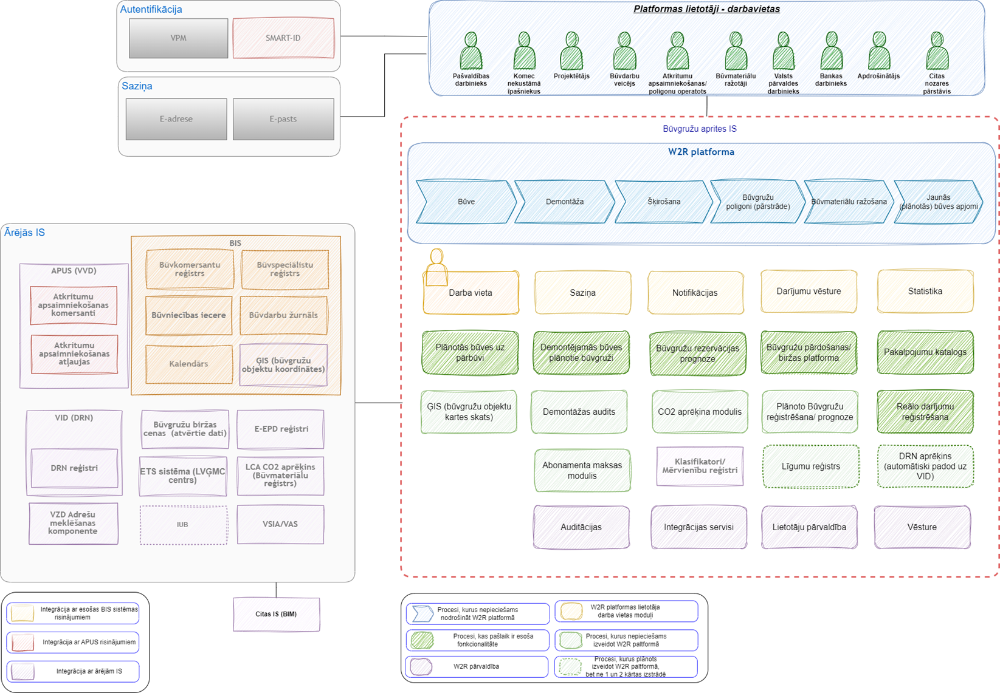 Autentifikācija
VPM
SMART-ID
Saziņa
E-adrese
E-pasts
Platformas lietotāji - darbavietas
Pašvaldības
darbinieks
Komec
nekustāmā
īpašniekus
Projektētājs
Būvdarbu
veicējs
Atkritumu
apsaimniekošanas/
poligonu operatots
Būvmateriālu
ražotāji
Valsts
pārvaldes
darbinieks
Bankas
darbinieks
Apdrošinātājs
Citas
nozares
pārstāvis
Būvgružu aprites IS
W2R platforma
Būve
Demontāža
Šķirošana
Būvgružu
poligoni (pārstrāde)
Būvmateriālu ražošana
Jaunās
(plānotās) būves apjomi
Darba vieta
Saziņa
Notifikācijas
Darījumu vēsture
Statistika
Plānotās būves uz
pārbūvi
Demontējamās būves
plānotie būvgruži
Būvgružu rezervācijas
prognoze
Būvgružu pārdošanas/
biržas platforma
Pakalpojumu katalogs
ĢIS (būvgružu objektu
kartes skats)
Demontāžas audits
CO2 aprēķina modulis
Plānoto Būvgružu
reģistrēšana/ prognoze
Reālo darījumu
reģistrēšana
Abonamenta maksas
modulis
Klasifikatori/
Mērvienību reģistri
Līgumu reģistrs
DRN aprēķins
(automātiski padod uz
VID)
Auditācijas
Integrācijas servisi
Lietotāju pārvaldība
Vēsture
Ārējās IS
APUS (VVD)
Atkritumu
apsaimniekošanas
komersanti
Atkritumu
apsaimniekošanas
atļaujas
BIS
Būvkomersantu
reģistrs
Būvspeciālistu
reģistrs
Būvniecības iecere
Būvdarbu žurnāls
Kalendārs
ĢIS (būvgružu
objektu koordinātes)
VID (DRN)
DRN reģistri
Būvgružu biržas
cenas  (atvērtie dati)
E-EPD reģistri
ETS sistēma (LVĢMC
centrs)
LCA CO2 aprēķins
(Būvmateriālu
reģistrs)
VZD Adrešu
meklēšanas
komponente
IUB
VSIA/VAS
Citas IS (BIM)
Integrācija ar esošas BIS sistēmas
risinājumiem
Integrācija ar APUS risinājumiem
Integrācija ar ārējām IS
Procesi, kurus nepieciešams
nodrošināt W2R platformā
W2R platformas lietotāja
darba vietas moduļi
Procesi, kas pašlaik ir esoša
fonkcionalitāte
Procesi, kurus nepieciešams
izveidot W2R paltformā
W2R pārvaldība
Procesi, kurus plānots
izveidot W2R paltformā,
bet ne 1 un 2 kārtas izstrādē